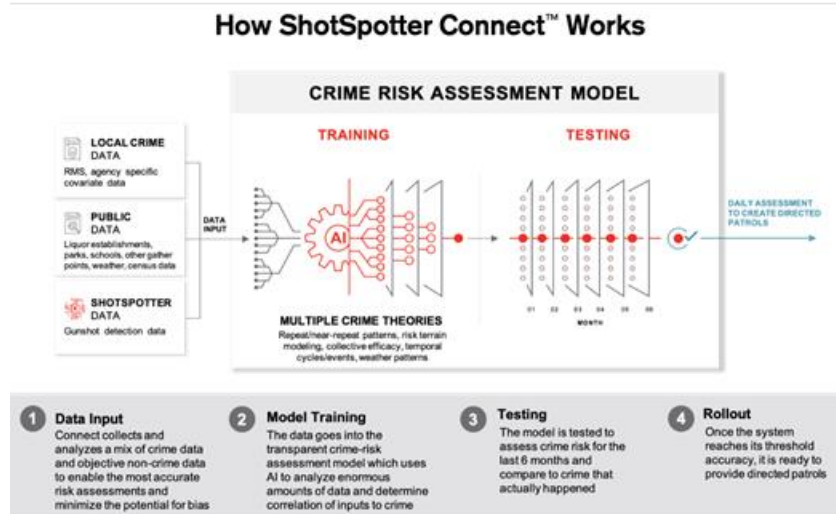 How ShotSpotter Connect™ Works
CRIME RISK ASSESSMENT MODEL
LOCAL CRIME
DATA
RMS, agency specific
covariate data
PUBLIC
DATA
Liquor establishments,
parks, schools, other gather
points, weather, census data
SHOTSPOTTER
DATA
Gunshot detection data
DATA
INPUT
TRAINING
AI
MULTIPLE CRIME THEORIES
Repeat/near-repeat patterns, risk terrain
modeling, collective efficacy, temporal
cycles/events, weather patterns
TESTING
01 02 03 04 05 06
MONTH
DAILY ASSESSMENT
TO CREATE DIRECTED
PATROLS
1 Data Input
Connect collects and
analyzes a mix of crime data
and objective non-crime data
to enable the most accurate
risk assessments and
minimize the potential for bias
2 Model Training
The data goes into the
transparent crime-risk
assessment model which uses
AI to analyze enormous
amounts of data and determine
correlation of inputs to crime
3 Testing
The model is tested to
assess crime risk for the
last 6 months and
compare to crime that
actually happened
4 Rollout
Once the system
reaches its threshold
accuracy, it is ready to
provide directed patrols